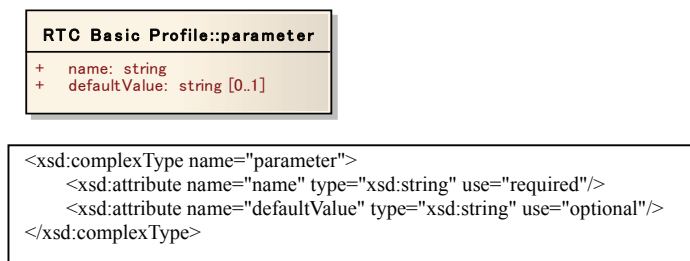 RTC Basic Profile::parameter
+ name: string
+ defaultValue: string [0..1]
<xsd:complexType name="parameter">
<xsd:attribute name="name" type="xsd:string" use="required"/>
<xsd:attribute name="defaultValue" type="xsd:string" use="optional"/>
</xsd:complexType>